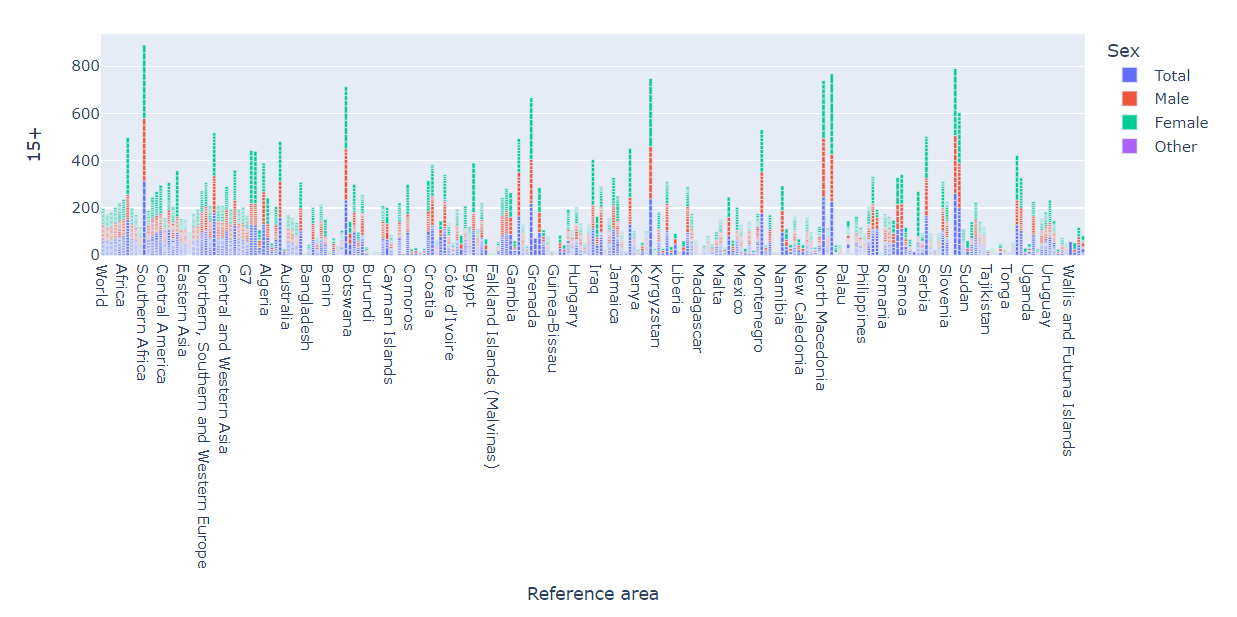 Sex
Total
Male
Female
Other
15+
800
600
400
200
0
World
Africa
Southern Africa
Central America
Eastern Asia
Northern, Southern and Western Europe
Central and Western Asia
G7
Algeria
Australia
Bangladesh
Benin
Botswana
Burundi
Cayman Islands
Comoros
Croatia
Côte d'Ivoire
Egypt
Falkland Islands (Malvinas)
Gambia
Grenada
Guinea-Bissau
Hungary
Iraq
Jamaica
Kenya
Kyrgyzstan
Liberia
Madagascar
Malta
Mexico
Montenegro
Namibia
New Caledonia
North Macedonia
Palau
Philippines
Romania
Samoa
Serbia
Slovenia
Sudan
Tajikistan
Tonga
Uganda
Uruguay
Wallis and Futuna Islands
Reference area